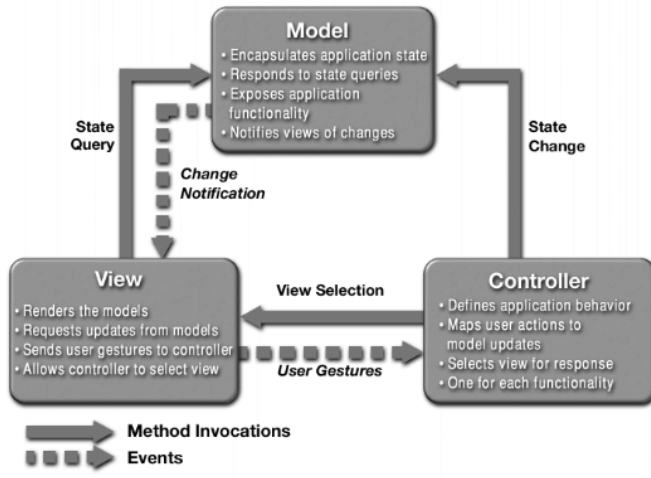 Model
• Encapsulates application state
• Responds to state queries
• Exposes application
functionality
• Notifies views of changes
State
Query
State
Change
Change
Notification
View
• Renders the models
• Requests updates from models
• Sends user gestures to controller
• Allows controller to select view
View Selection
User Gestures
Controller
• Defines application behavior
• Maps user actions to
model updates
• Selects view for response
• One for each functionality
Method Invocations
Events